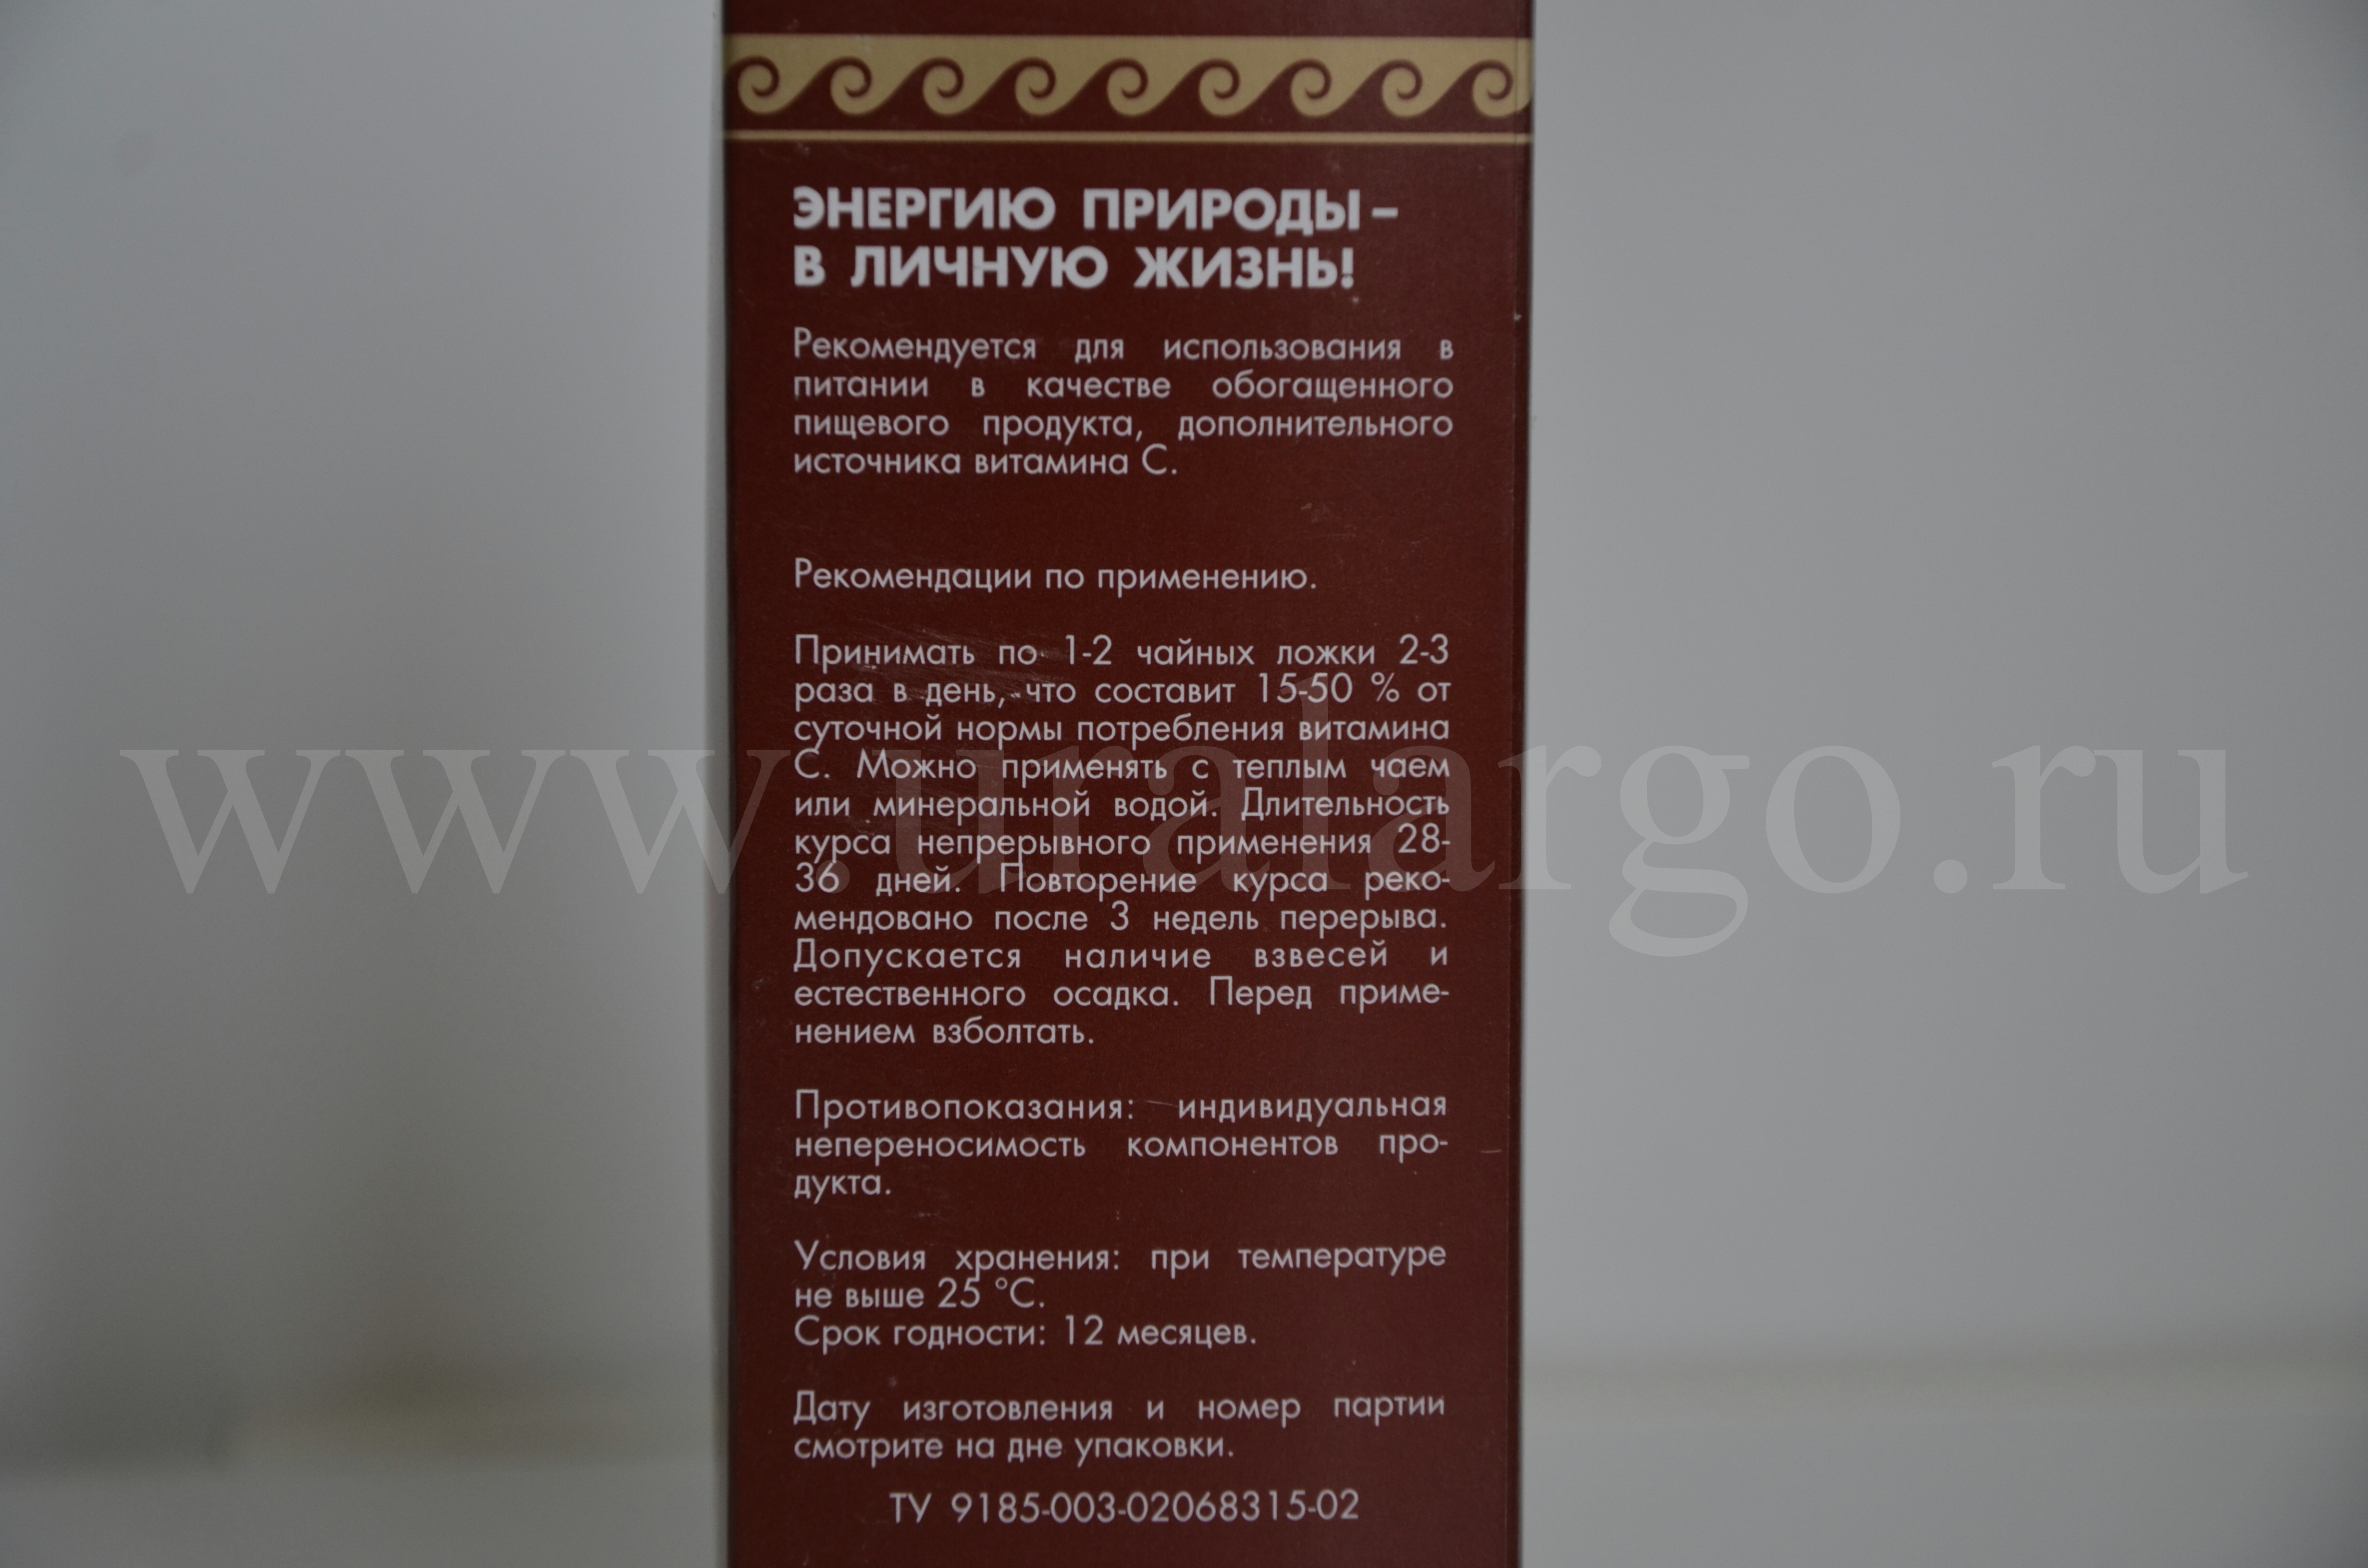 ЭНЕРГИЮ ПРИРОДЫ –
В ЛИЧНУЮ ЖИЗНЬ!
Рекомендуется для использования в
питании в качестве обогащенного
пищевого продукта, дополнительного
источника витамина С.
Рекомендации по применению.
Принимать по 1-2 чайных ложки 2-3
раза в день, что составит 15-50 % от
суточной нормы потребления витамина
С. Можно применять с теплым чаем
или минеральной водой. Длительность
курса непрерывного применения 28-
36 дней. Повторение курса реко-
мендовано после 3 недель перерыва.
Допускается наличие взвесей и
естественного осадка. Перед приме-
нением взболтать.
Противопоказания: индивидуальная
непереносимость компонентов про-
дукта.
Условия хранения: при температуре
не выше 25 °С.
Срок годности: 12 месяцев.
Дату изготовления и номер партии
смотрите на дне упаковки.
ТУ 9185-003-02068315-02
www.uralargo.ru